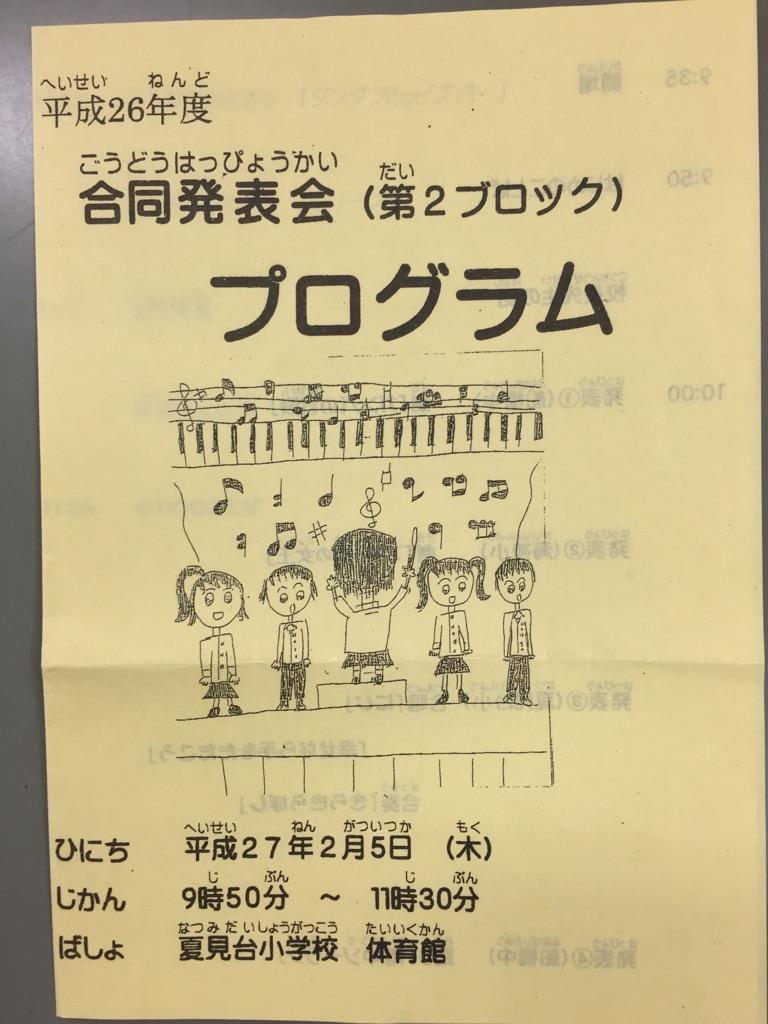 へいせい ねんど
平成26年度
ごうどうはっぴょうかい だい
合同発表会（第２ブロック）
プログラム
へいせい ねん がついつか もく
ひにち 平成２７年２月５日 （木）
じ ぷん じ ぷん
じかん 9時50分 ～ 11時30分
なつみだいしょうがっこう たいいくかん
ばしょ 夏見台小学校 体育館